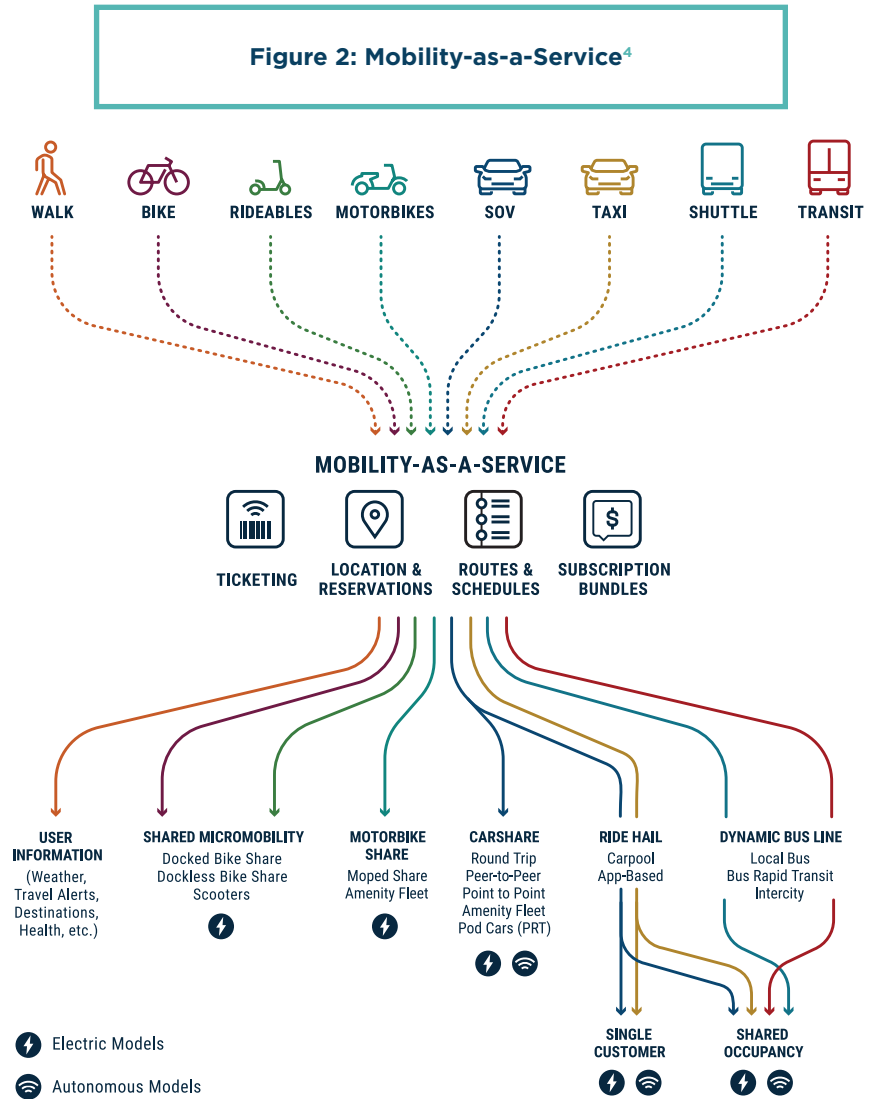 Figure 2: Mobility-as-a-Service4
WALK
BIKE
RIDEABLES
MOTORBIKES
SOV
TAXI
SHUTTLE
TRANSIT
MOBILITY-AS-A-SERVICE
TICKETING
LOCATION &
RESERVATIONS
ROUTES &
SCHEDULES
$
SUBSCRIPTION
BUNDLES
USER
INFORMATION
(Weather,
Travel Alerts,
Destinations,
Health, etc.)
SHARED MICROMOBILITY
Docked Bike Share
Dockless Bike Share
Scooters
MOTORBIKE
SHARE
Moped Share
Amenity Fleet
CARSHARE
Round Trip
Peer-to-Peer
Point to Point
Amenity Fleet
Pod Cars (PRT)
RIDE HAIL
Carpool
App-Based
DYNAMIC BUS LINE
Local Bus
Bus Rapid Transit
Intercity
SINGLE
CUSTOMER
SHARED
OCCUPANCY
Electric Models
Autonomous Models